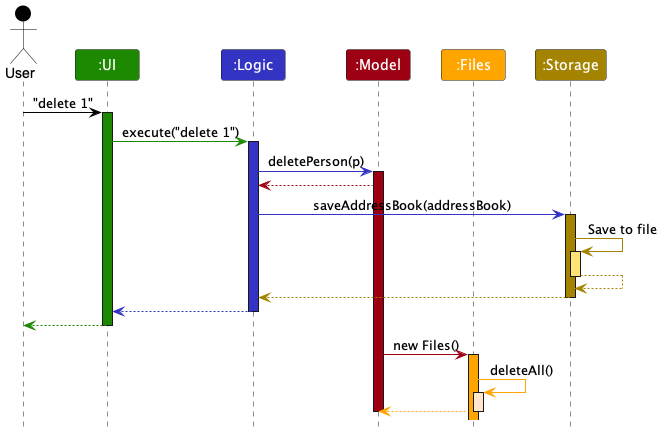 User
:UI
:Logic
:Model
:Files
:Storage
"delete 1"
execute("delete 1")
deletePerson(p)
saveAddressBook(addressBook)
Save to file
new Files()
deleteAll()